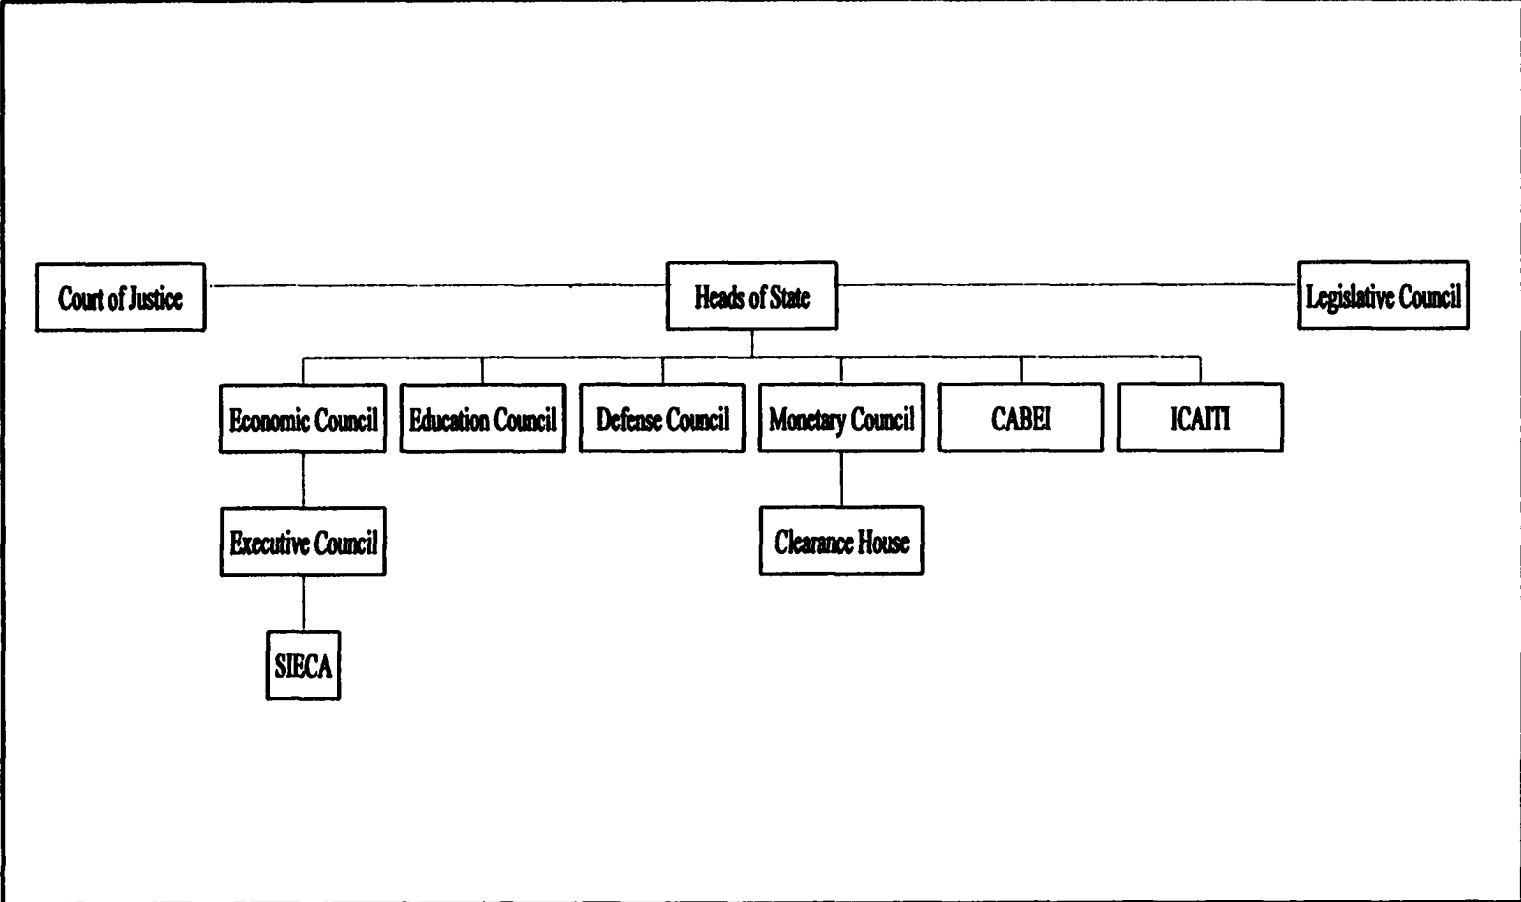 Court of Justice
Heads of State
Legislative Council
Economic Council
Education Council
Defense Council
Monetary Council
CABEI
ICAITI
Executive Council
Clearance House
SIECA